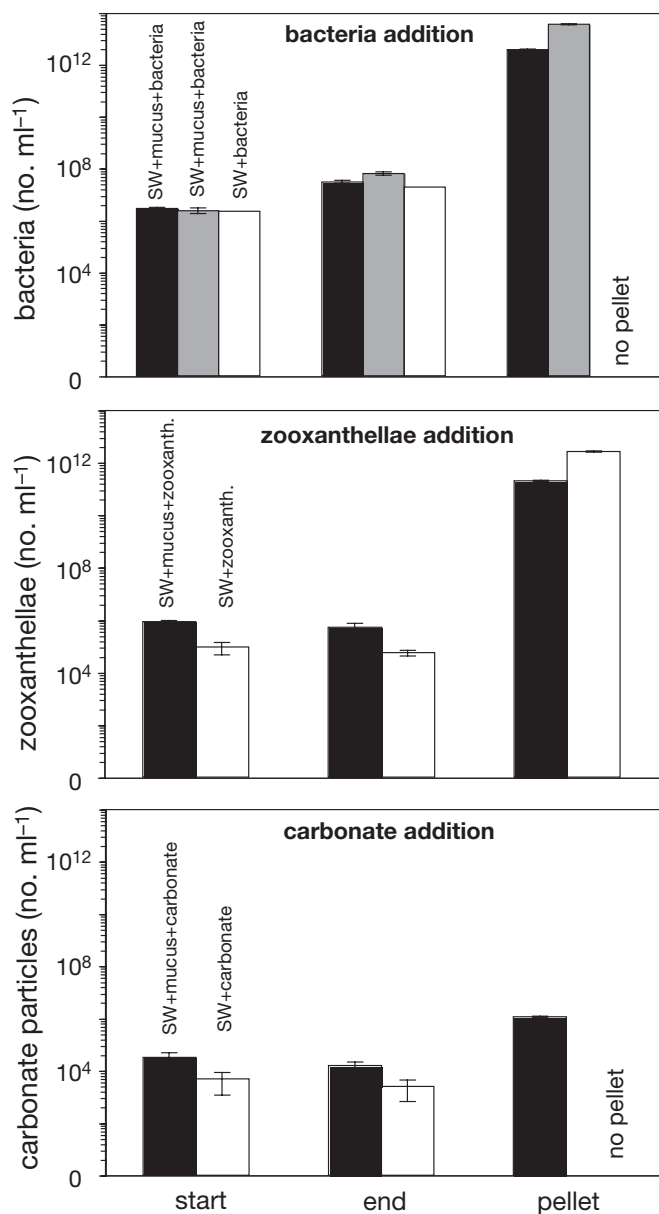 bacteria addition
bacteria (no. ml⁻¹)
10¹²
10⁸
10⁴
0
SW+mucus+bacteria
SW+mucus+bacteria
SW+bacteria
no pellet
zooxanthellae addition
zooxanthellae (no. ml⁻¹)
10¹²
10⁸
10⁴
0
SW+mucus+zooxanth.
SW+zooxanth.
carbonate addition
carbonate particles (no. ml⁻¹)
10¹²
10⁸
10⁴
0
SW+mucus+carbonate
SW+carbonate
no pellet
start
end
pellet